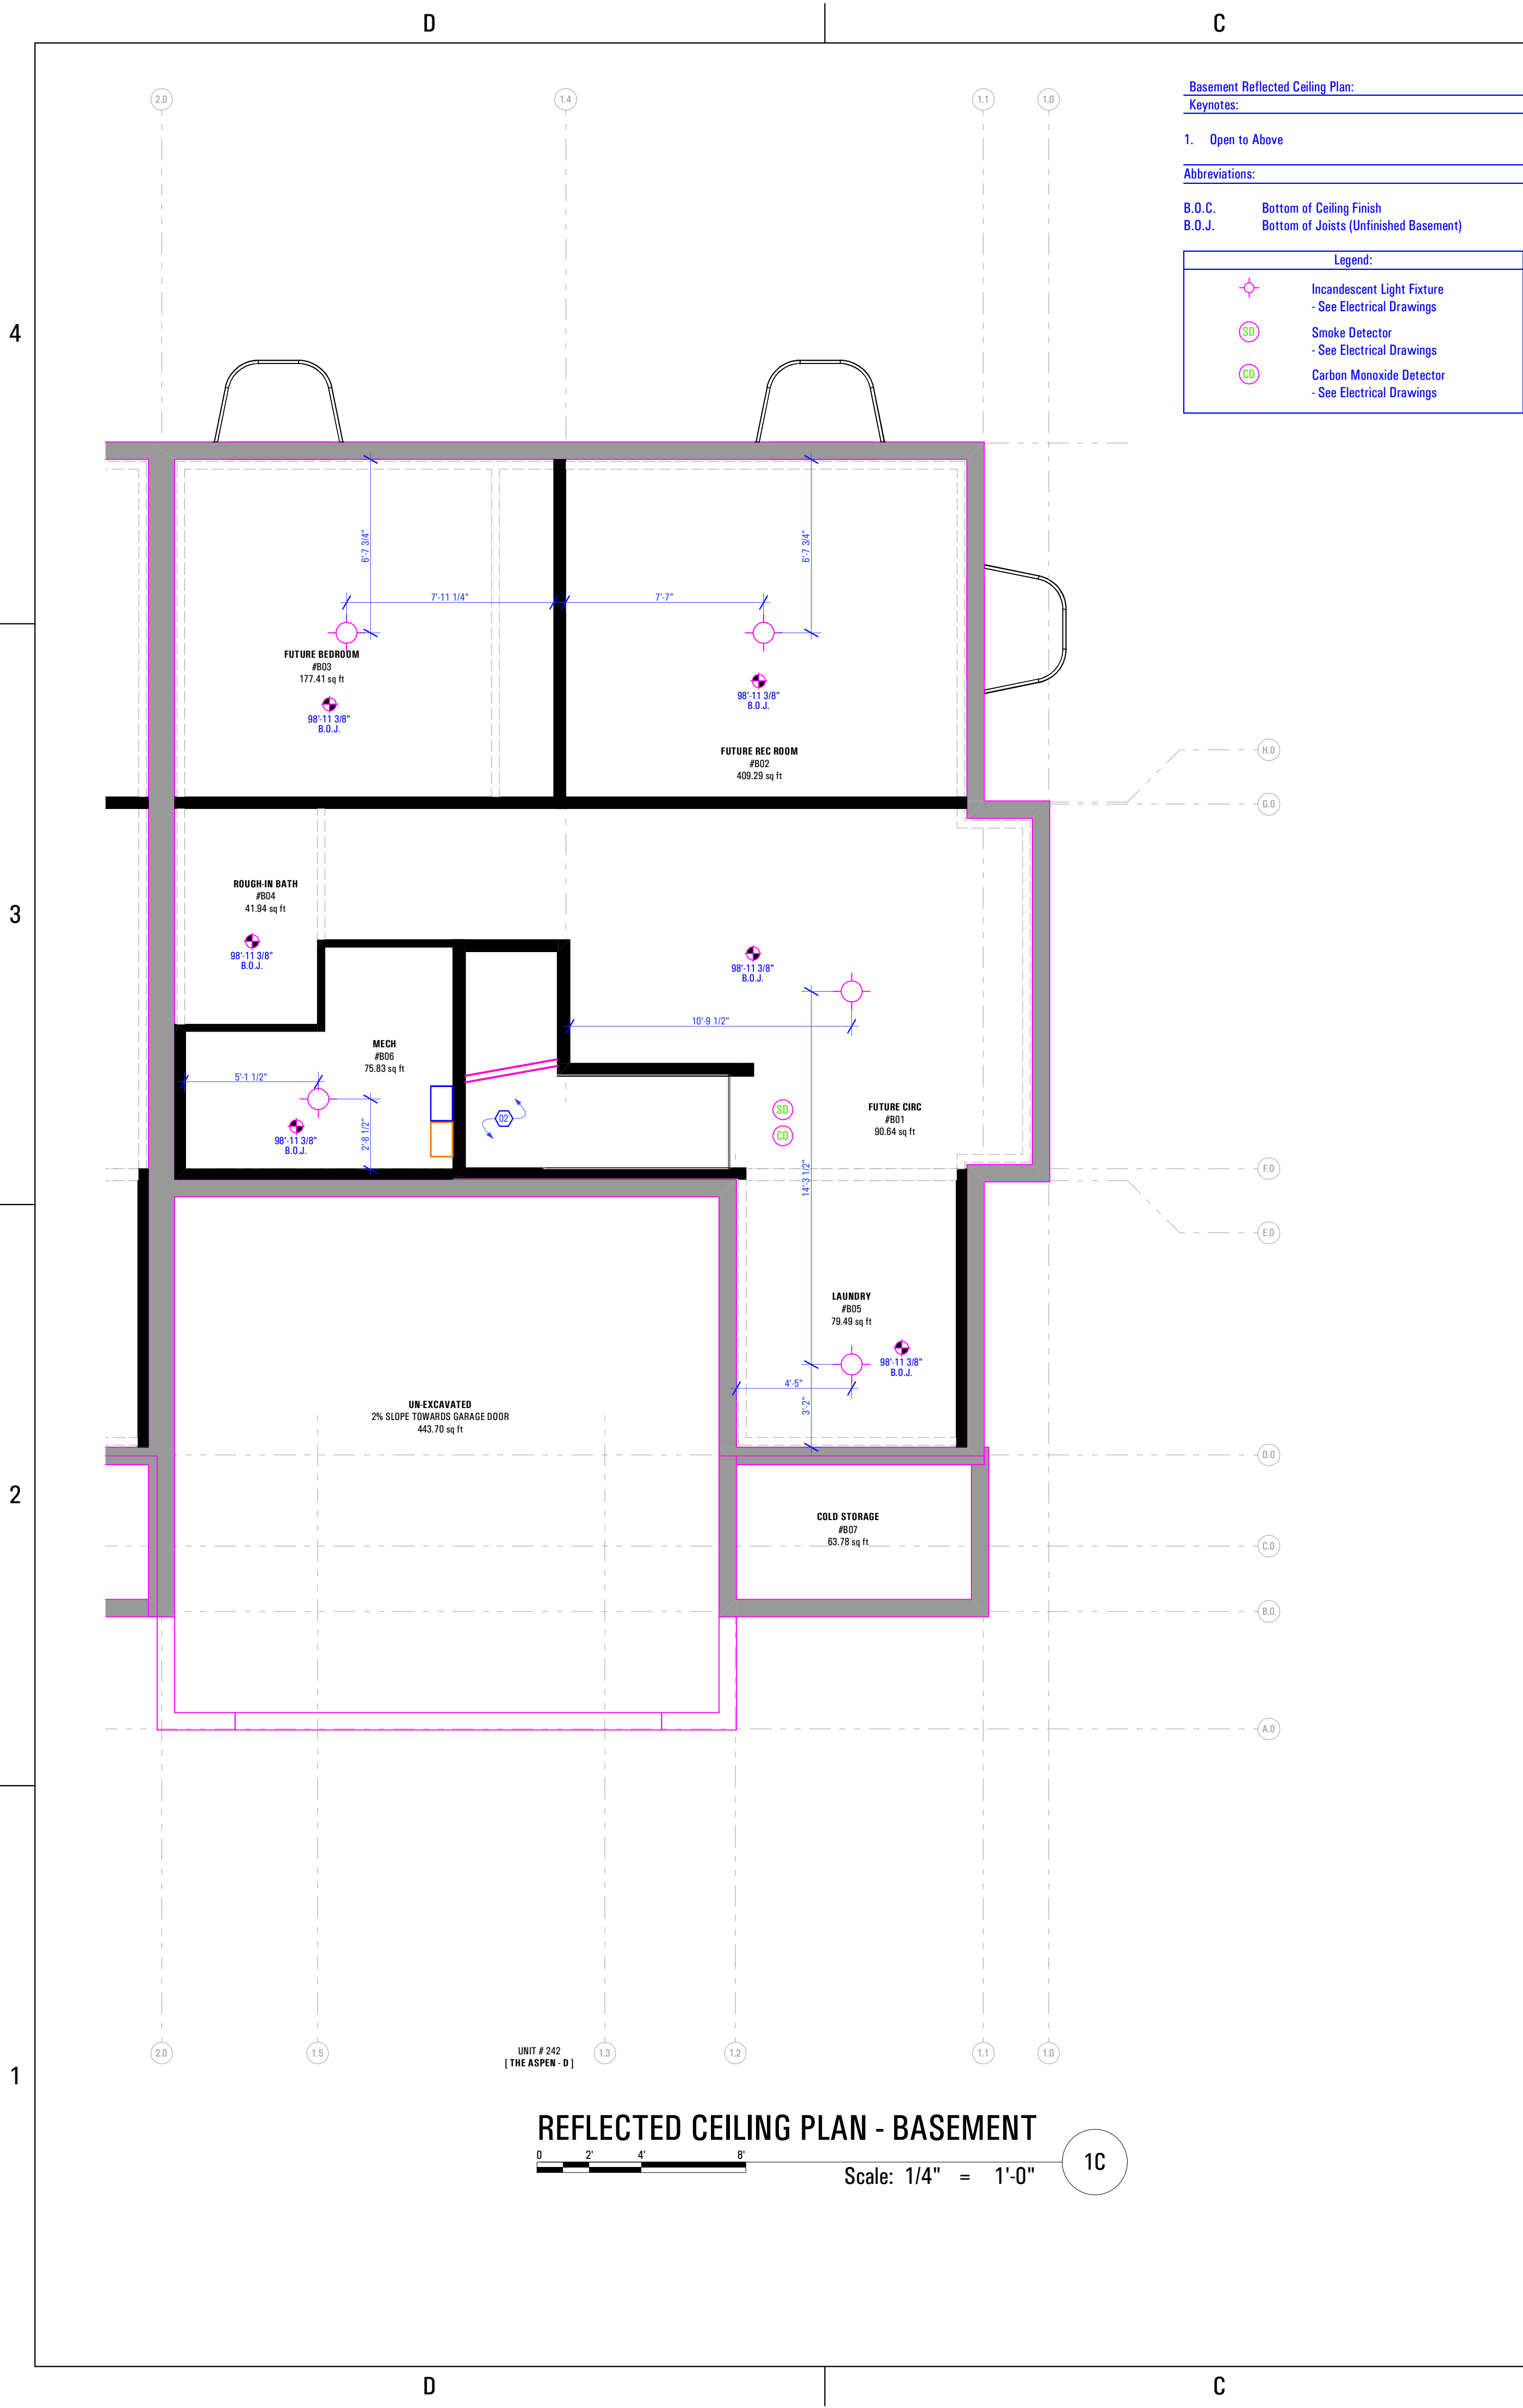 D
C
2.0
1.4
1.1
1.0
Basement Reflected Ceiling Plan:
Keynotes:
1. Open to Above
Abbreviations:
B.O.C. Bottom of Ceiling Finish
B.O.J. Bottom of Joists (Unfinished Basement)
Legend:
Incandescent Light Fixture
- See Electrical Drawings
SD Smoke Detector
- See Electrical Drawings
CD Carbon Monoxide Detector
- See Electrical Drawings
4
6'-7 3/4"
6'-7 3/4"
7'-11 1/4"
7'-7"
FUTURE BEDROOM
#B03
177.41 sq ft
98'-11 3/8"
B.O.J.
98'-11 3/8"
B.O.J.
FUTURE REC ROOM
#B02
409.29 sq ft
H.0
G.0
3
ROUGH-IN BATH
#B04
41.94 sq ft
98'-11 3/8"
B.O.J.
98'-11 3/8"
B.O.J.
10'-9 1/2"
MECH
#B06
75.83 sq ft
5'-1 1/2"
2'-8 1/2"
98'-11 3/8"
B.O.J.
02
SD
CD
FUTURE CIRC
#B01
90.64 sq ft
14'-3 1/2"
F.0
E.0
LAUNDRY
#B05
79.49 sq ft
98'-11 3/8"
B.O.J.
4'-5"
3'-2"
UN-EXCAVATED
2% SLOPE TOWARDS GARAGE DOOR
443.70 sq ft
D.0
2
COLD STORAGE
#B07
63.78 sq ft
C.0
B.0
A.0
2.0
1.5
1.3
1.2
1.1
1.0
UNIT # 242
[ THE ASPEN - D ]
1
REFLECTED CEILING PLAN - BASEMENT
0 2' 4' 8'
Scale: 1/4" = 1'-0"
1C
D
C